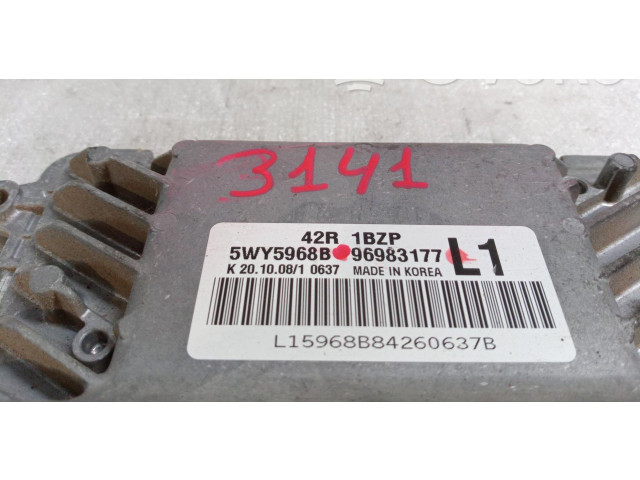 3141
42R 1BZP
5WY5968B 96983177 L1
K 20.10.08/1 0637 MADE IN KOREA
L15968B84260637B